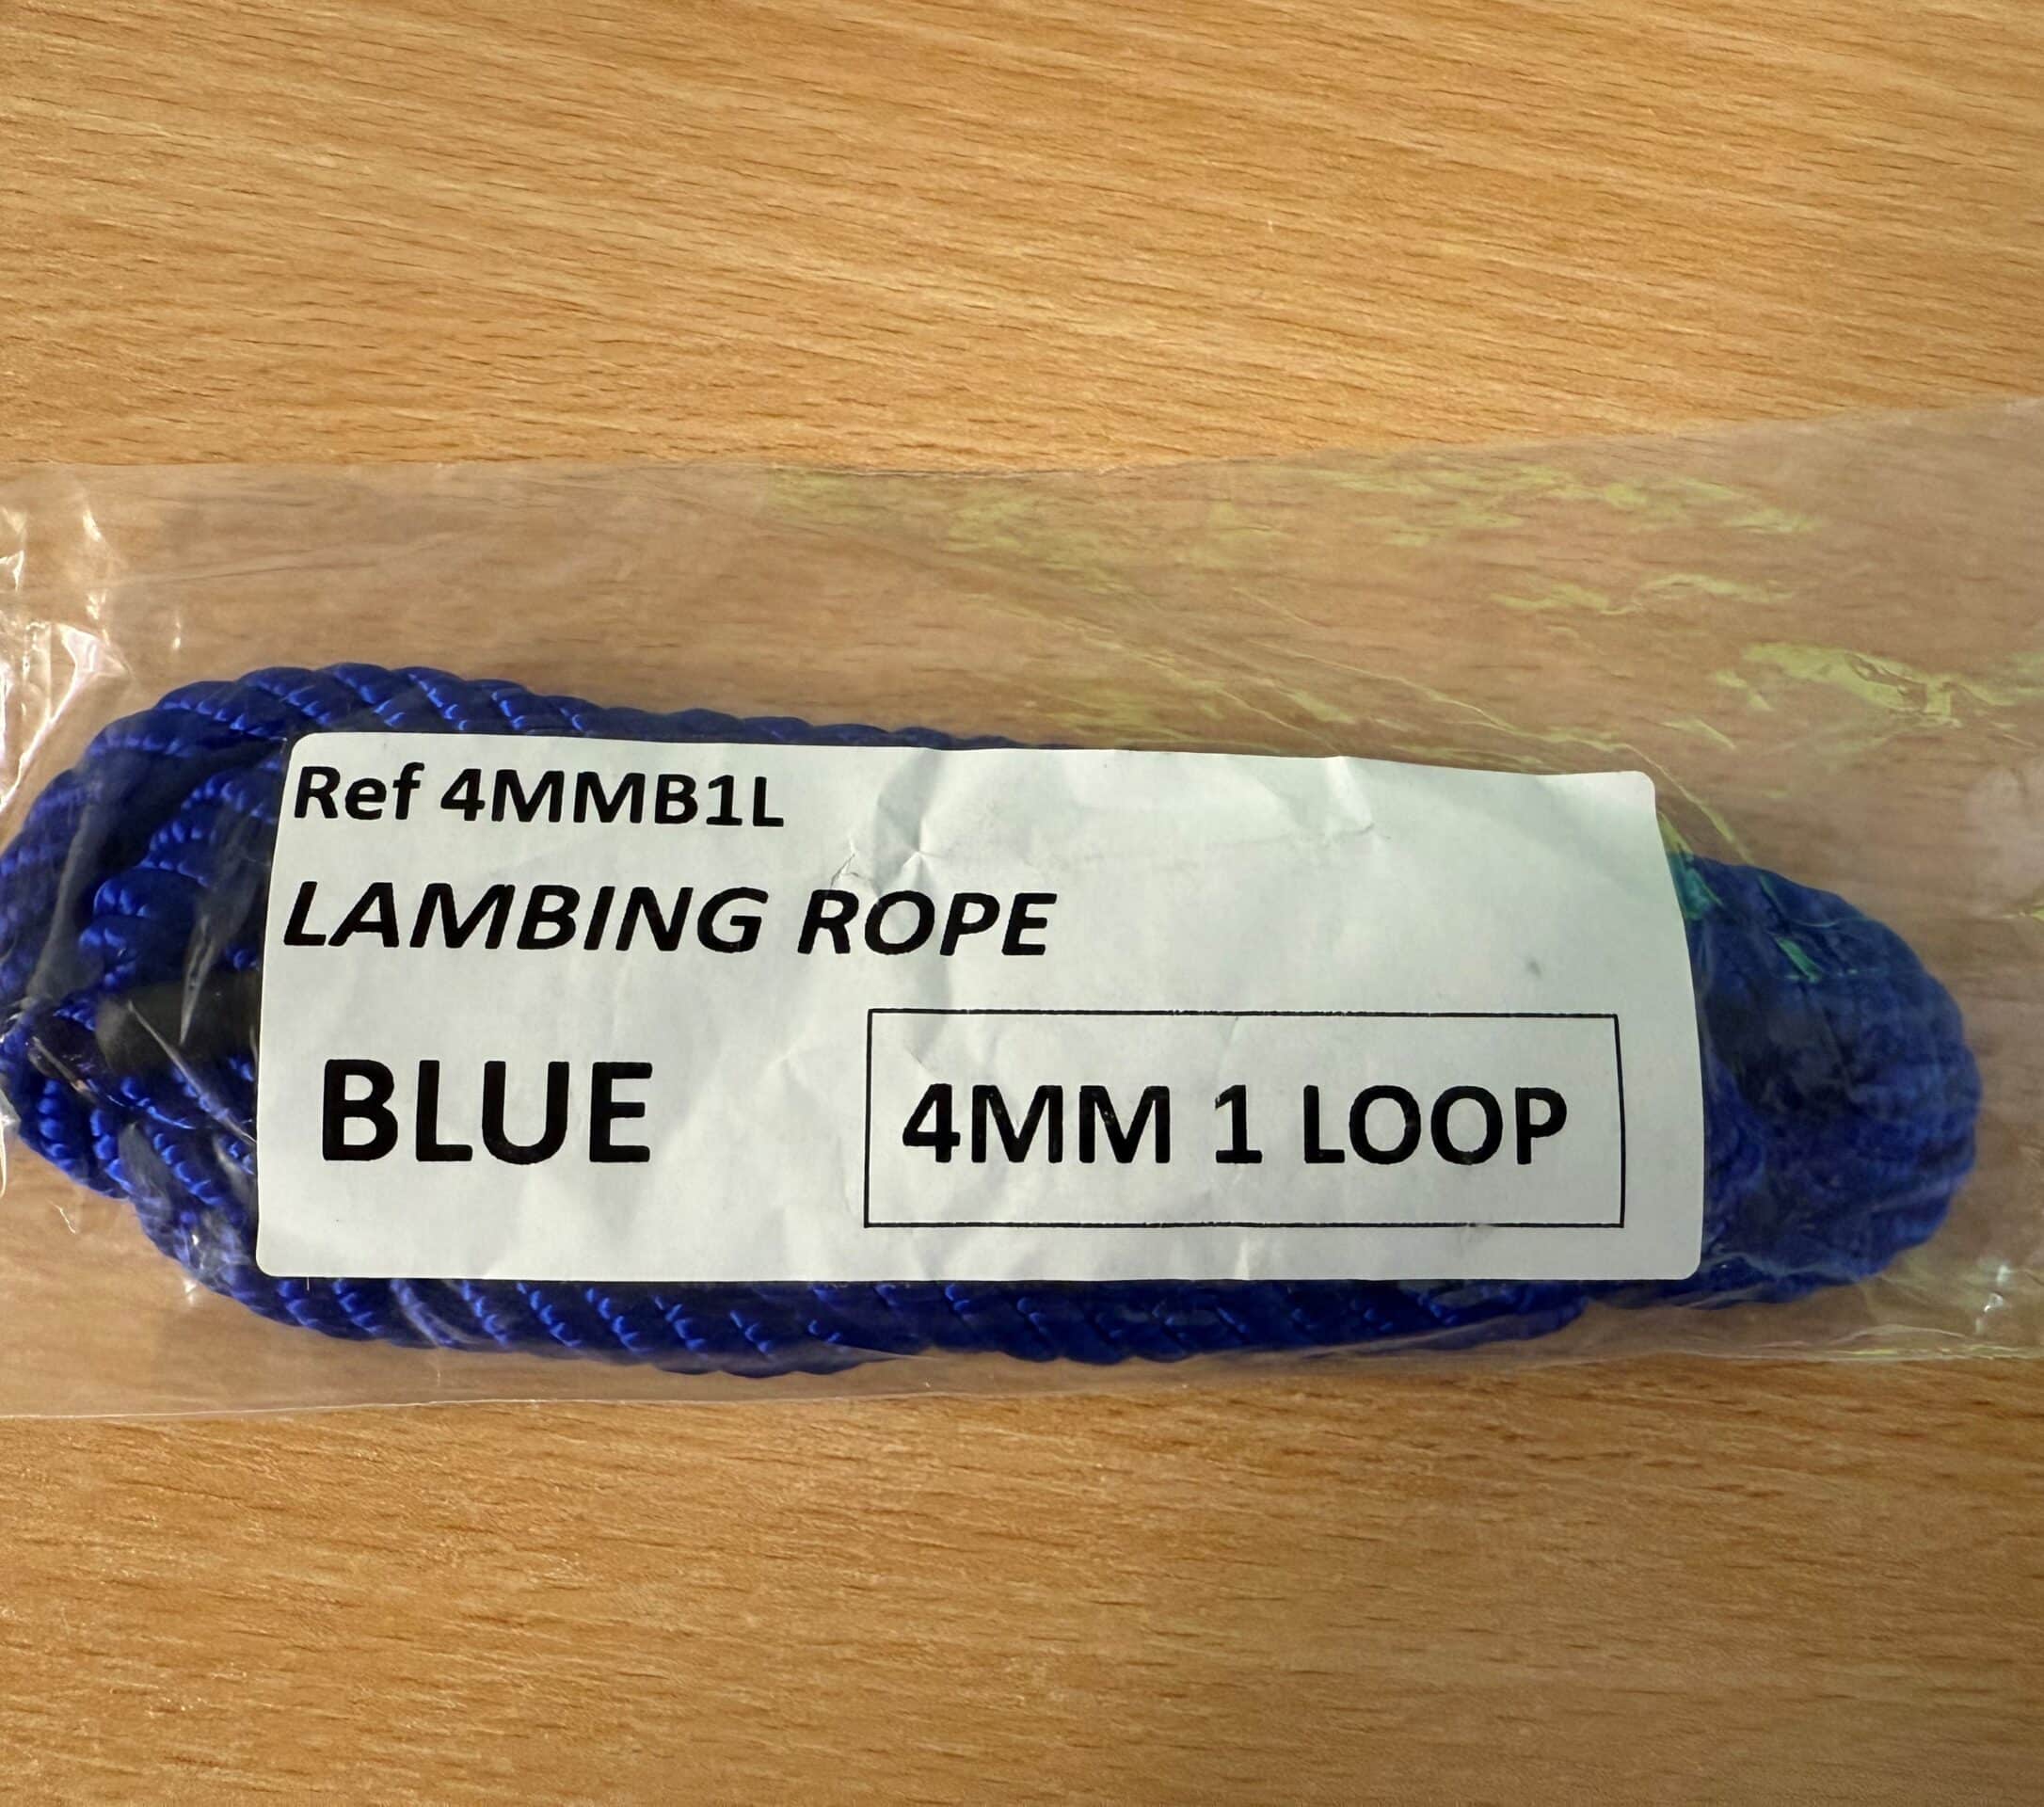 Ref 4MMB1L
LAMBING ROPE
BLUE
4MM 1 LOOP